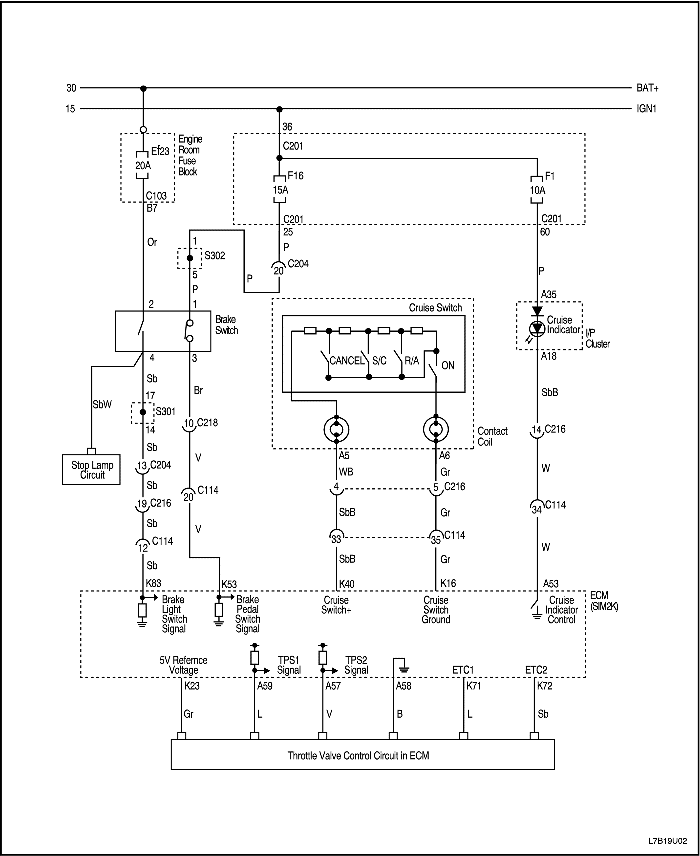 30
BAT+
15
IGN1
36
C201
Ef23
20A
Engine
Room
Fuse
Block
C103
B7
F16
15A
F1
10A
C201
25
C201
60
Or
1
S302
5
P
P
P
20
C204
P
P
A35
2
1
Brake
Switch
4
3
Cruise Switch
CANCEL
S/C
R/A
ON
Cruise
Indicator
I/P
Cluster
A18
Sb
SbW
17
S301
14
Br
10
C218
Contact
Coil
SbB
14
C216
Stop Lamp
Circuit
Sb
13
C204
Sb
19
C216
Sb
12
C114
Sb
V
20
C114
V
A5
A6
WB
Gr
4
5
C216
SbB
Gr
33
35
C114
SbB
Gr
W
34
C114
W
K83
K53
K40
K16
A53
Brake
Light
Switch
Signal
Brake
Pedal
Switch
Signal
Cruise
Switch+
Cruise
Switch
Ground
Cruise
Indicator
Control
ECM
(SIM2K)
5V Refernce
Voltage
TPS1
Signal
TPS2
Signal
ETC1
ETC2
K23
A59
A57
A58
K71
K72
Gr
L
V
B
L
Sb
Throttle Valve Control Circuit in ECM
L7B19U02